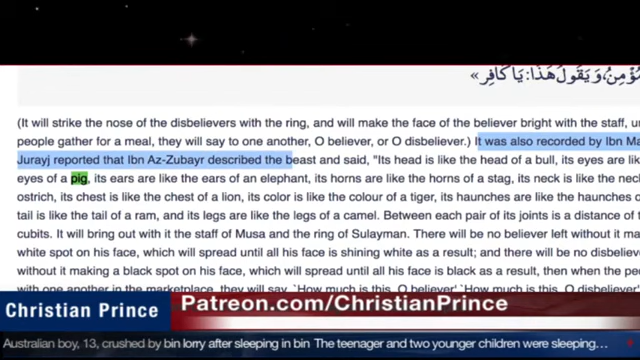 ؤْمِنُ، وَيَقُولَ هَذَا: يَا كَافِر»
(It will strike the nose of the disbelievers with the ring, and will make the face of the believer bright with the staff, un
people gather for a meal, they will say to one another, O believer, or O disbeliever.) It was also recorded by Ibn Ma
Jurayj reported that Ibn Az-Zubayr described the beast and said, "Its head is like the head of a bull, its eyes are lik
eyes of a pig, its ears are like the ears of an elephant, its horns are like the horns of a stag, its neck is like the neck
ostrich, its chest is like the chest of a lion, its color is like the colour of a tiger, its haunches are like the haunches o
tail is like the tail of a ram, and its legs are like the legs of a camel. Between each pair of its joints is a distance of t
cubits. It will bring out with it the staff of Musa and the ring of Sulayman. There will be no believer left without it ma
white spot on his face, which will spread until all his face is shining white as a result; and there will be no disbelieve
without it making a black spot on his face, which will spread until all his face is black as a result, then when the peo
with one another in the marketplace, they will say, `How much is this, O believer' `How much is this, O disbeliever'
Christian Prince
Patreon.com/ChristianPrince
Australian boy, 13, crushed by bin lorry after sleeping in bin The teenager and two younger children were sleeping...